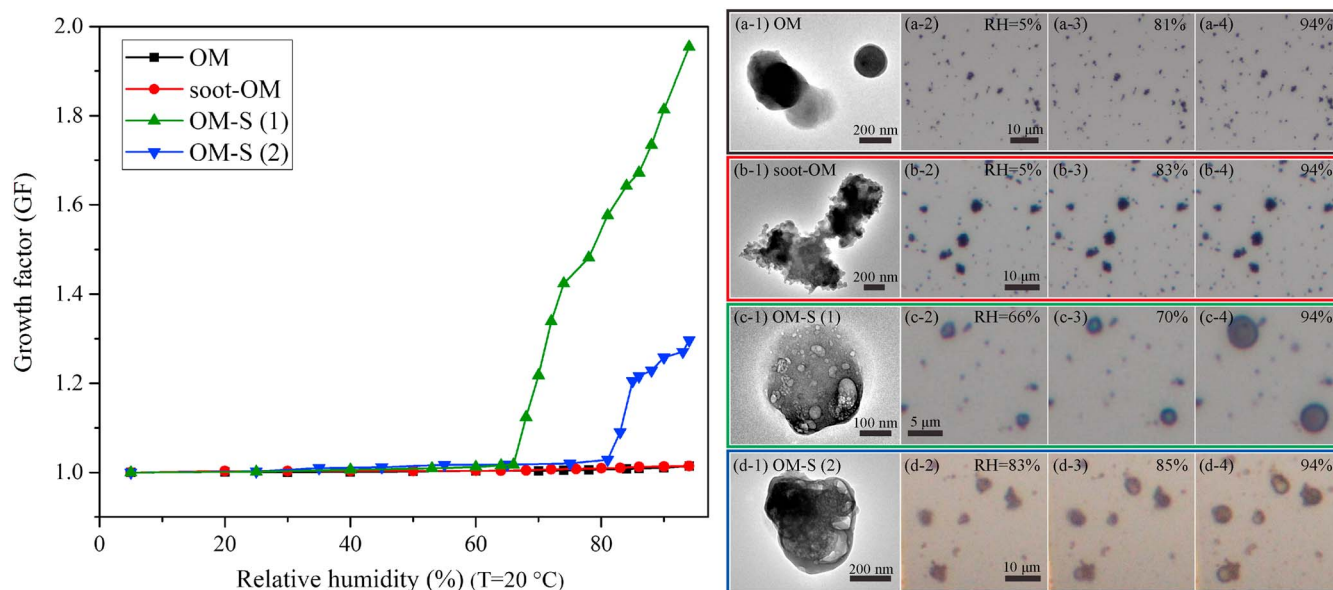 2.0
1.8
1.6
1.4
1.2
1.0
Growth factor (GF)
OM
soot-OM
OM-S (1)
OM-S (2)
0 20 40 60 80
Relative humidity (%) (T=20 °C)
(a-1) OM
200 nm
(a-2) RH=5%
10 μm
(a-3) 81%
(a-4) 94%
(b-1) soot-OM
200 nm
(b-2) RH=5%
10 μm
(b-3) 83%
(b-4) 94%
(c-1) OM-S (1)
100 nm
(c-2) RH=66%
5 μm
(c-3) 70%
(c-4) 94%
(d-1) OM-S (2)
200 nm
(d-2) RH=83%
10 μm
(d-3) 85%
(d-4) 94%